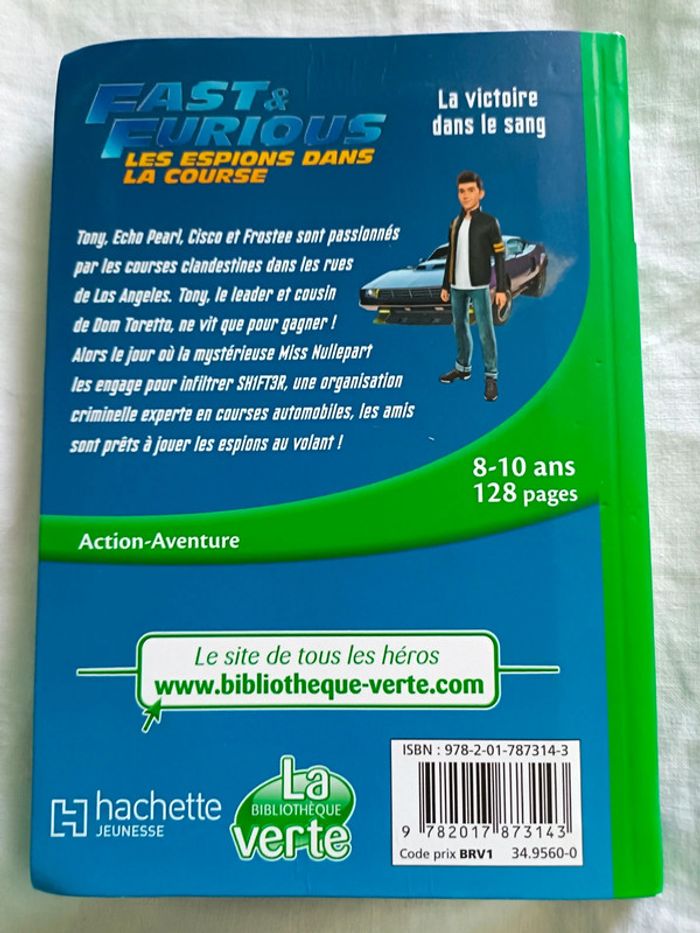 FAST & FURIOUS
LES ESPIONS DANS
LA COURSE
La victoire
dans le sang
Tony, Echo Pearl, Cisco et Frostee sont passionnés
par les courses clandestines dans les rues
de Los Angeles. Tony, le leader et cousin
de Dom Toretto, ne vit que pour gagner !
Alors le jour où la mystérieuse Miss Nullepart
les engage pour infiltrer SH1FT3R, une organisation
criminelle experte en courses automobiles, les amis
sont prêts à jouer les espions au volant !
8-10 ans
128 pages
Action-Aventure
Le site de tous les héros
www.bibliotheque-verte.com
hachette
JEUNESSE
La
BIBLIOTHÈQUE
verte
ISBN : 978-2-01-787314-3
9 782017 873143
Code prix BRV1 34.9560-0